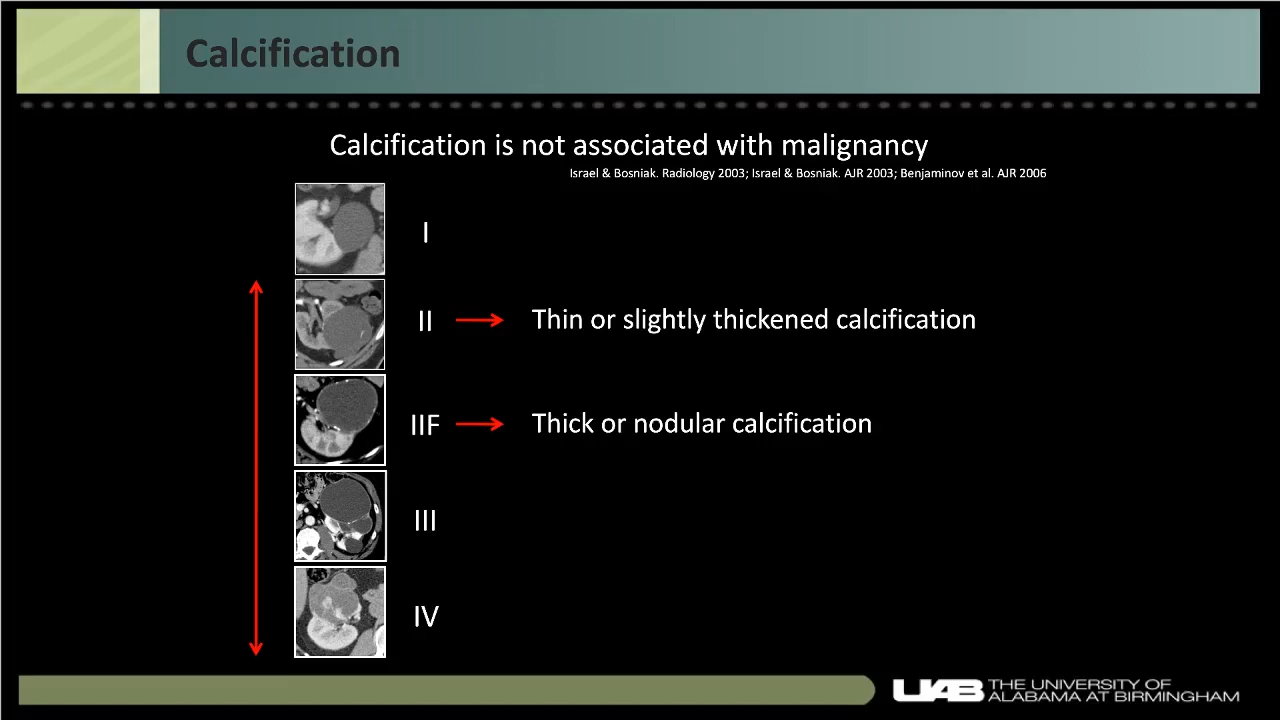 Calcification
Calcification is not associated with malignancy
Israel & Bosniak. Radiology 2003; Israel & Bosniak. AJR 2003; Benjaminov et al. AJR 2006
I
II
Thin or slightly thickened calcification
IIF
Thick or nodular calcification
III
IV
UAB THE UNIVERSITY OF
ALABAMA AT BIRMINGHAM